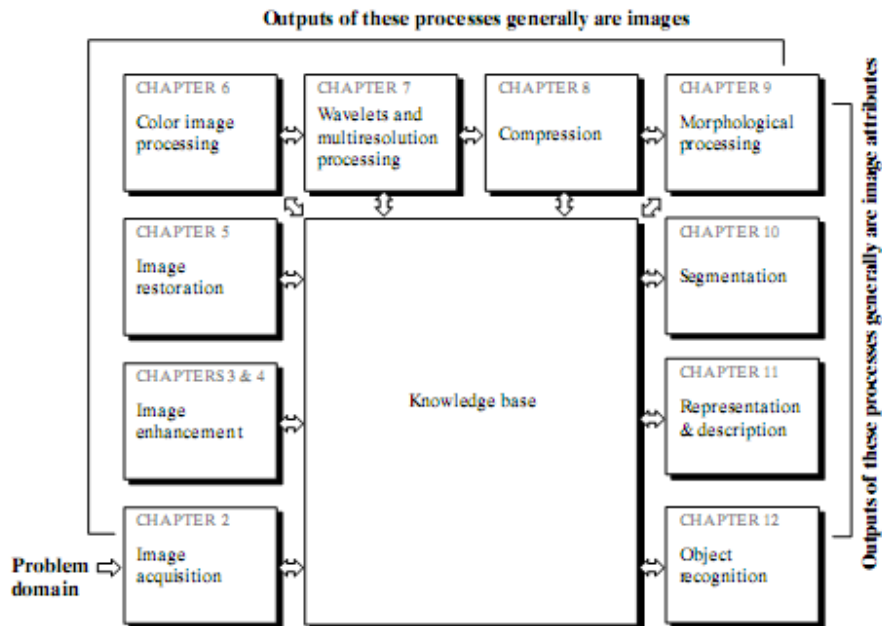 Outputs of these processes generally are images
CHAPTER 6
Color image
processing
CHAPTER 7
Wavelets and
multiresolution
processing
CHAPTER 8
Compression
CHAPTER 9
Morphological
processing
CHAPTER 5
Image
restoration
CHAPTER 10
Segmentation
CHAPTERS 3 & 4
Image
enhancement
Knowledge base
CHAPTER 11
Representation
& description
CHAPTER 2
Image
acquisition
CHAPTER 12
Object
recognition
Problem
domain
Outputs of these processes generally are image attributes